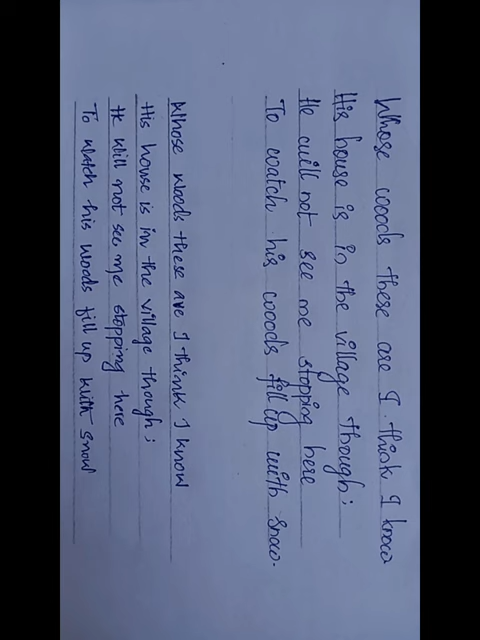 Whose woods these are I think I know
His house is in the village though;
He will not see me stopping here
To watch his woods fill up with snow.
Whose woods these are I think I know
His house is in the village though;
He will not see me stopping here
To watch his woods fill up with snow